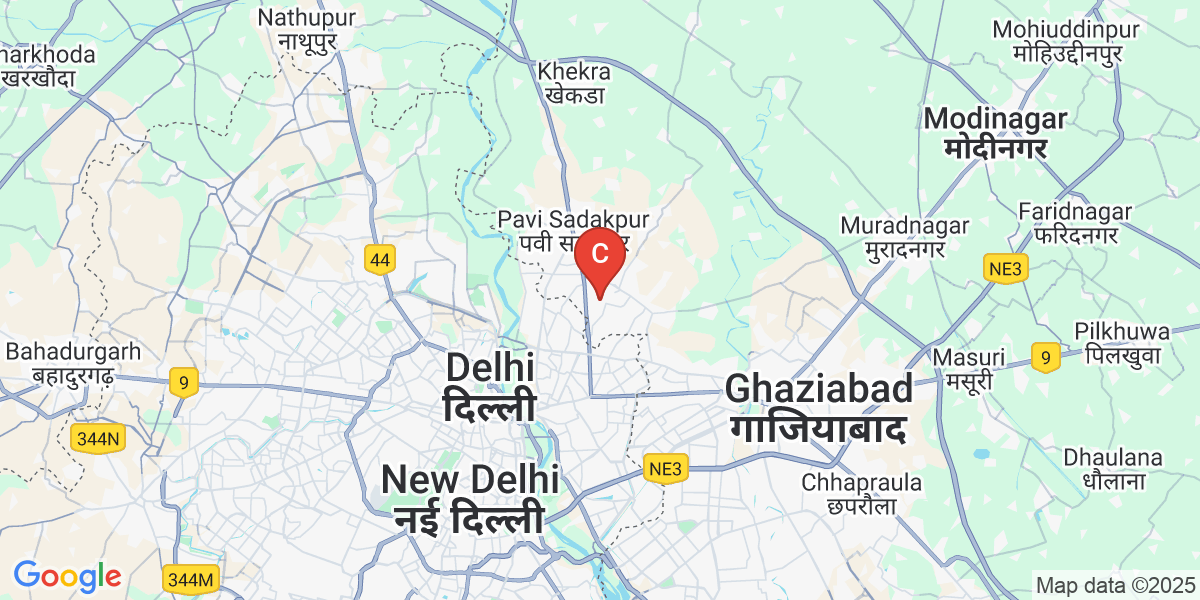 Nathupur
नाथूपुर
harkhoda
खरखौदा
Khekra
खेकडा
Mohiuddinpur
मोहिउद्दीनपुर
Modinagar
मोदीनगर
Pavi Sadakpur
पवी
C
44
Muradnagar
मुरादनगर
Faridnagar
फरिदनगर
NE3
Bahadurgarh
बहादुरगढ़
9
Delhi
दिल्ली
Ghaziabad
गाजियाबाद
Masuri
मसूरी
9
Pilkhuwa
पिलखुवा
344N
New Delhi
नई दिल्ली
NE3
Chhapraula
छपरौला
Dhaulana
धौलाना
344M
Google
Map data ©2025